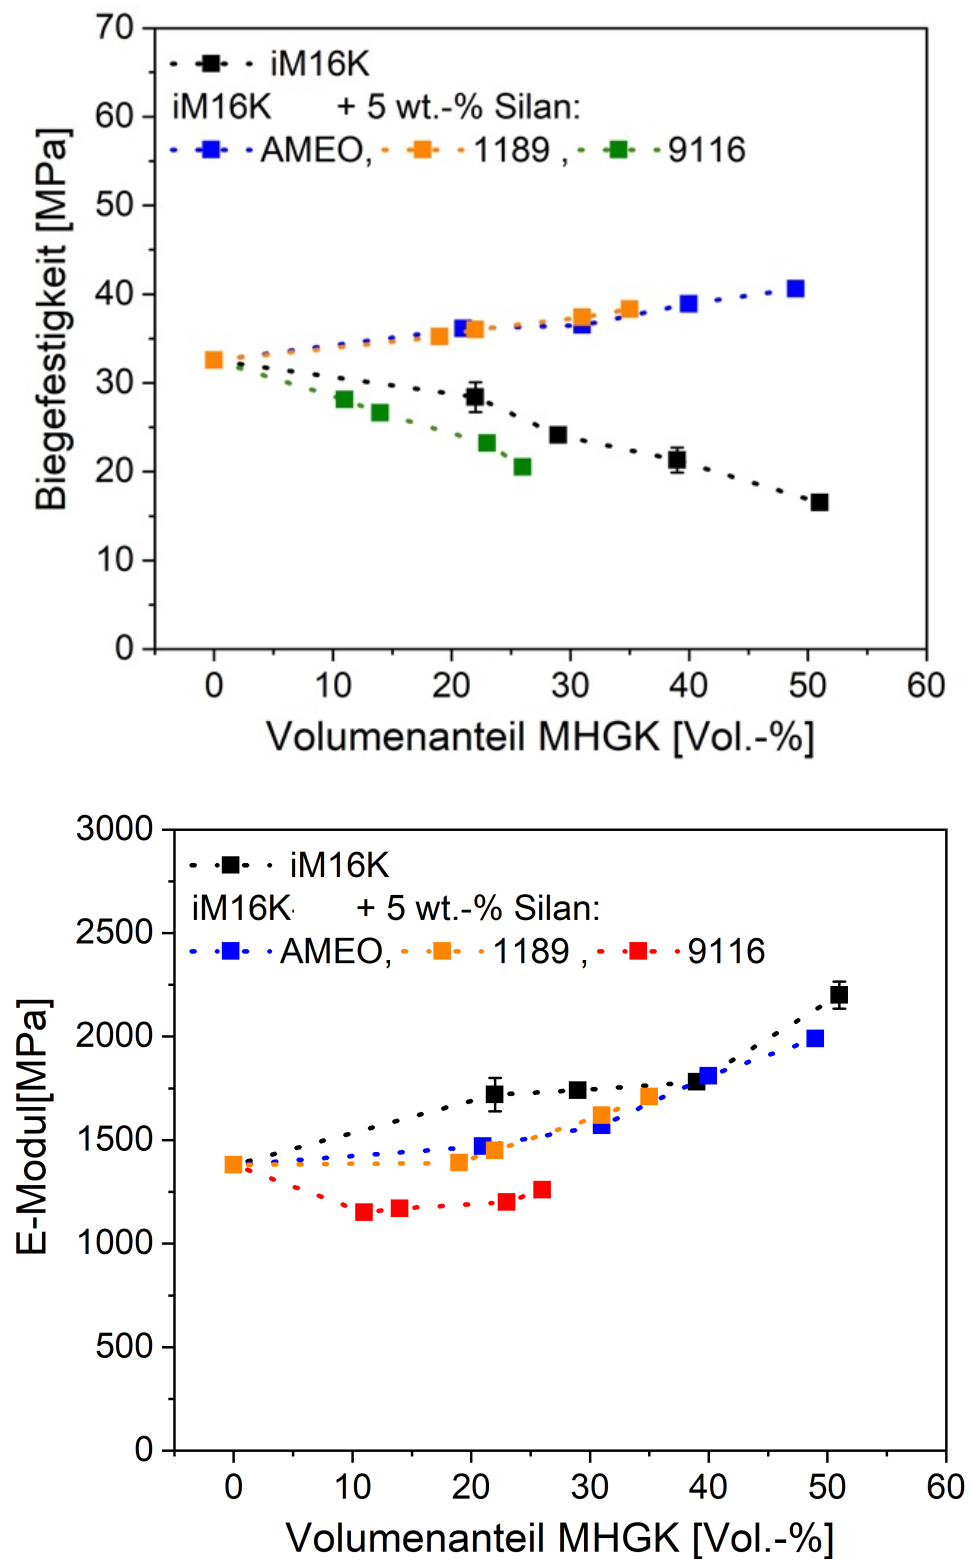 70
60
50
40
30
20
10
0
Biegefestigkeit [MPa]
iM16K
iM16K + 5 wt.-% Silan:
AMEO, 1189 , 9116
0 10 20 30 40 50 60
Volumenanteil MHGK [Vol.-%]
3000
2500
2000
1500
1000
500
0
E-Modul[MPa]
iM16K
iM16K + 5 wt.-% Silan:
AMEO, 1189 , 9116
0 10 20 30 40 50 60
Volumenanteil MHGK [Vol.-%]